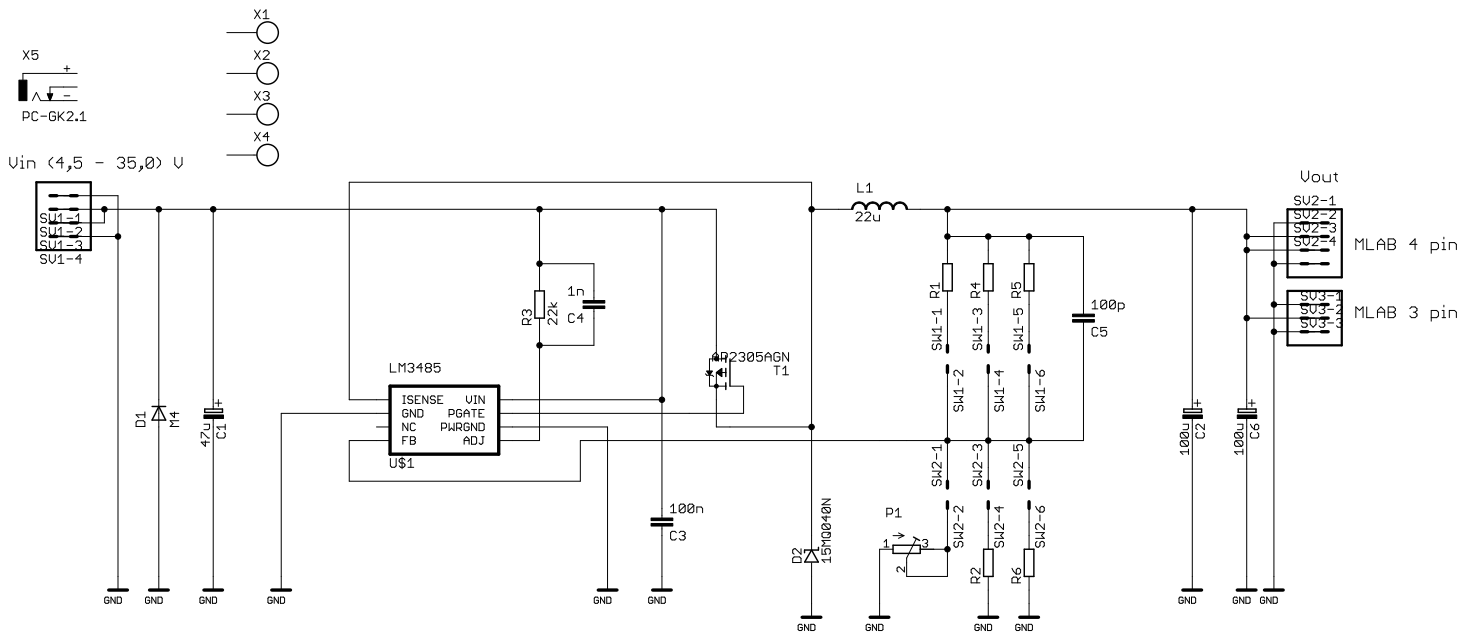 X1
X5
X2
+
-
X3
PC-GK2.1
X4
Vin (4,5 - 35,0) V
SV1-1
SV1-2
SV1-3
SV1-4
L1
22u
Vout
SV2-1
SV2-2
SV2-3
SV2-4
MLAB 4 pin
SV3-1
SV3-2
SV3-3
MLAB 3 pin
R3
22k
1n
C4
R1
R4
R5
SW1-1
SW1-3
SW1-5
100p
C5
AP2305AGN
T1
SW1-2
SW1-4
SW1-6
LM3485
ISENSE
VIN
GND
PGATE
NC
PWRGND
FB
ADJ
U$1
D1
M4
+
47u
C1
+
100u
C2
+
100u
C6
SW2-1
SW2-3
SW2-5
100n
C3
D2
15MQ040N
P1
1
3
2
SW2-2
SW2-4
SW2-6
R2
R6
GND
GND
GND
GND
GND
GND
GND
GND
GND
GND
GND
GND
GND